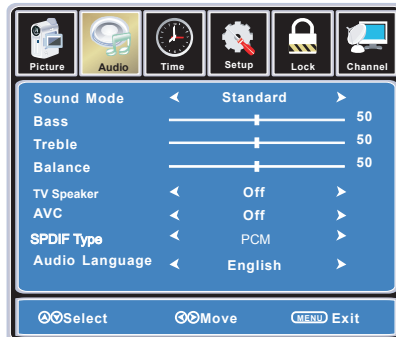 Picture Audio Time Setup Lock Channel
Sound Mode Standard
Bass 50
Treble 50
Balance 50
TV Speaker Off
AVC Off
SPDIF Type PCM
Audio Language English
Select Move MENU Exit